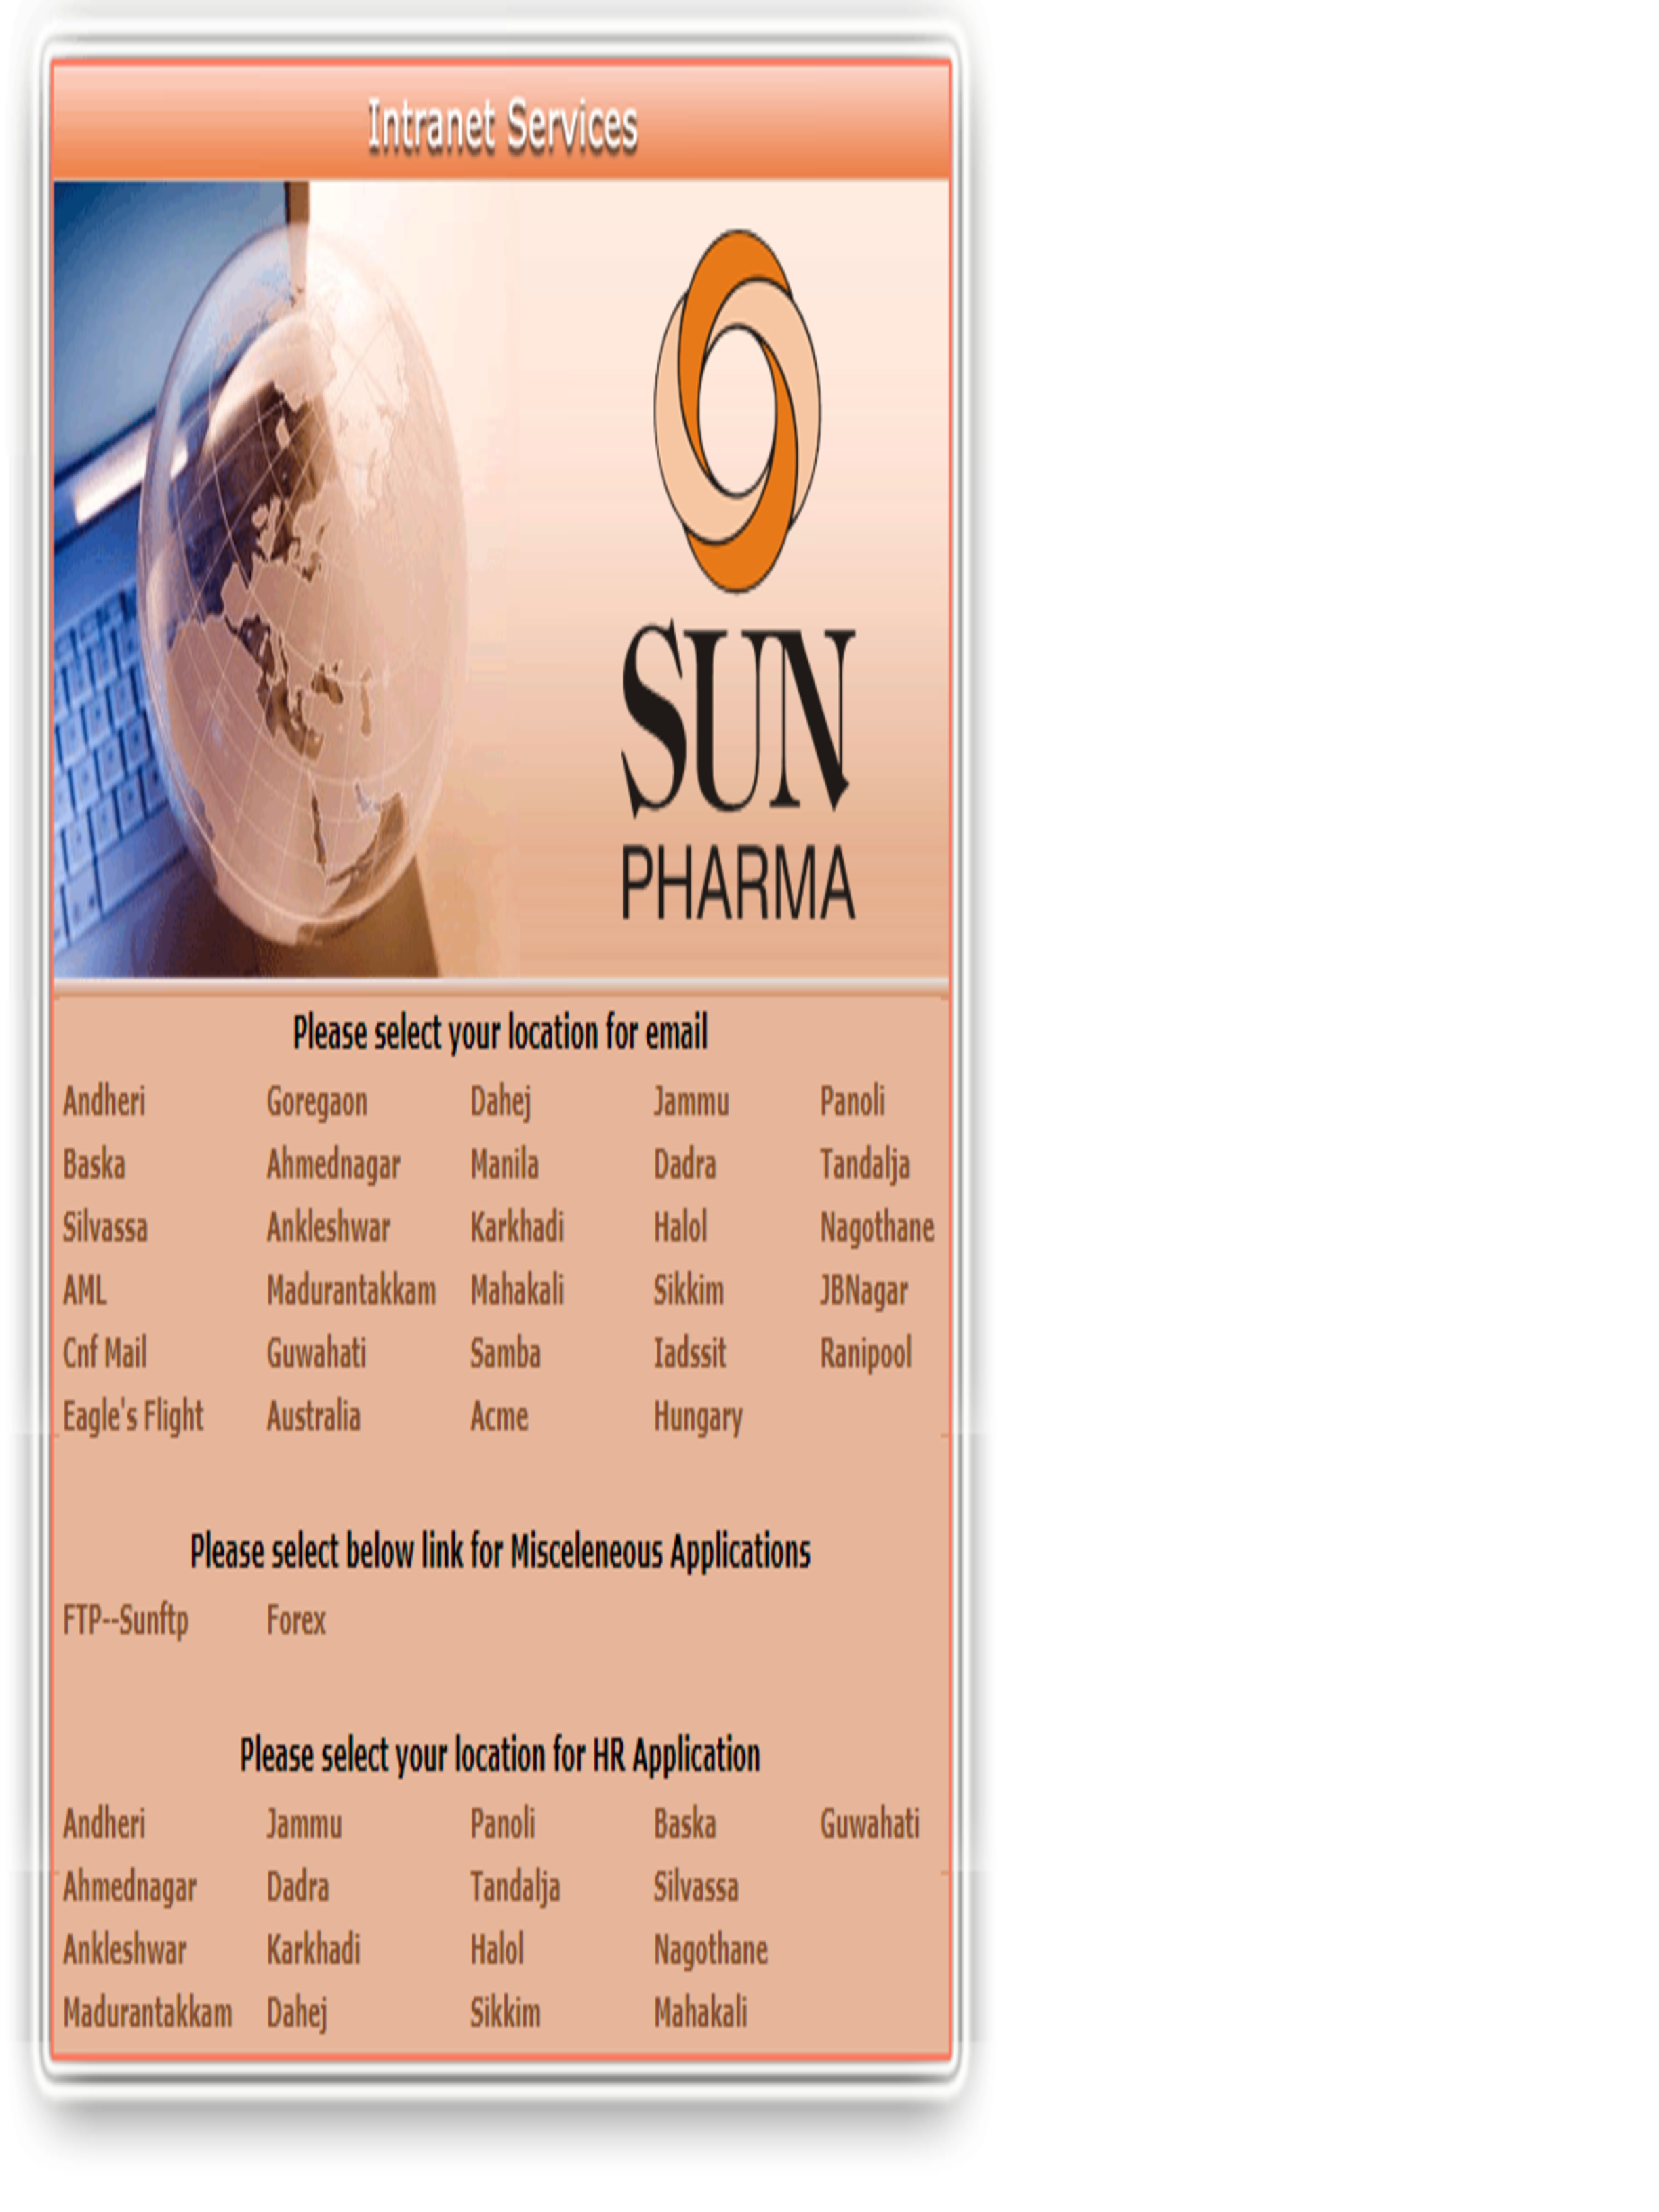 Intranet Services
SUN
PHARMA
Please select your location for email
Andheri Goregaon Dahej Jammu Panoli
Baska Ahmednagar Manila Dadra Tandalja
Silvassa Ankleshwar Karkhadi Halol Nagothane
AML Madurantakkam Mahakali Sikkim JBNagar
Cnf Mail Guwahati Samba Iadssit Ranipool
Eagle's Flight Australia Acme Hungary
Please select below link for Misceleneous Applications
FTP--Sunftp Forex
Please select your location for HR Application
Andheri Jammu Panoli Baska Guwahati
Ahmednagar Dadra Tandalja Silvassa
Ankleshwar Karkhadi Halol Nagothane
Madurantakkam Dahej Sikkim Mahakali